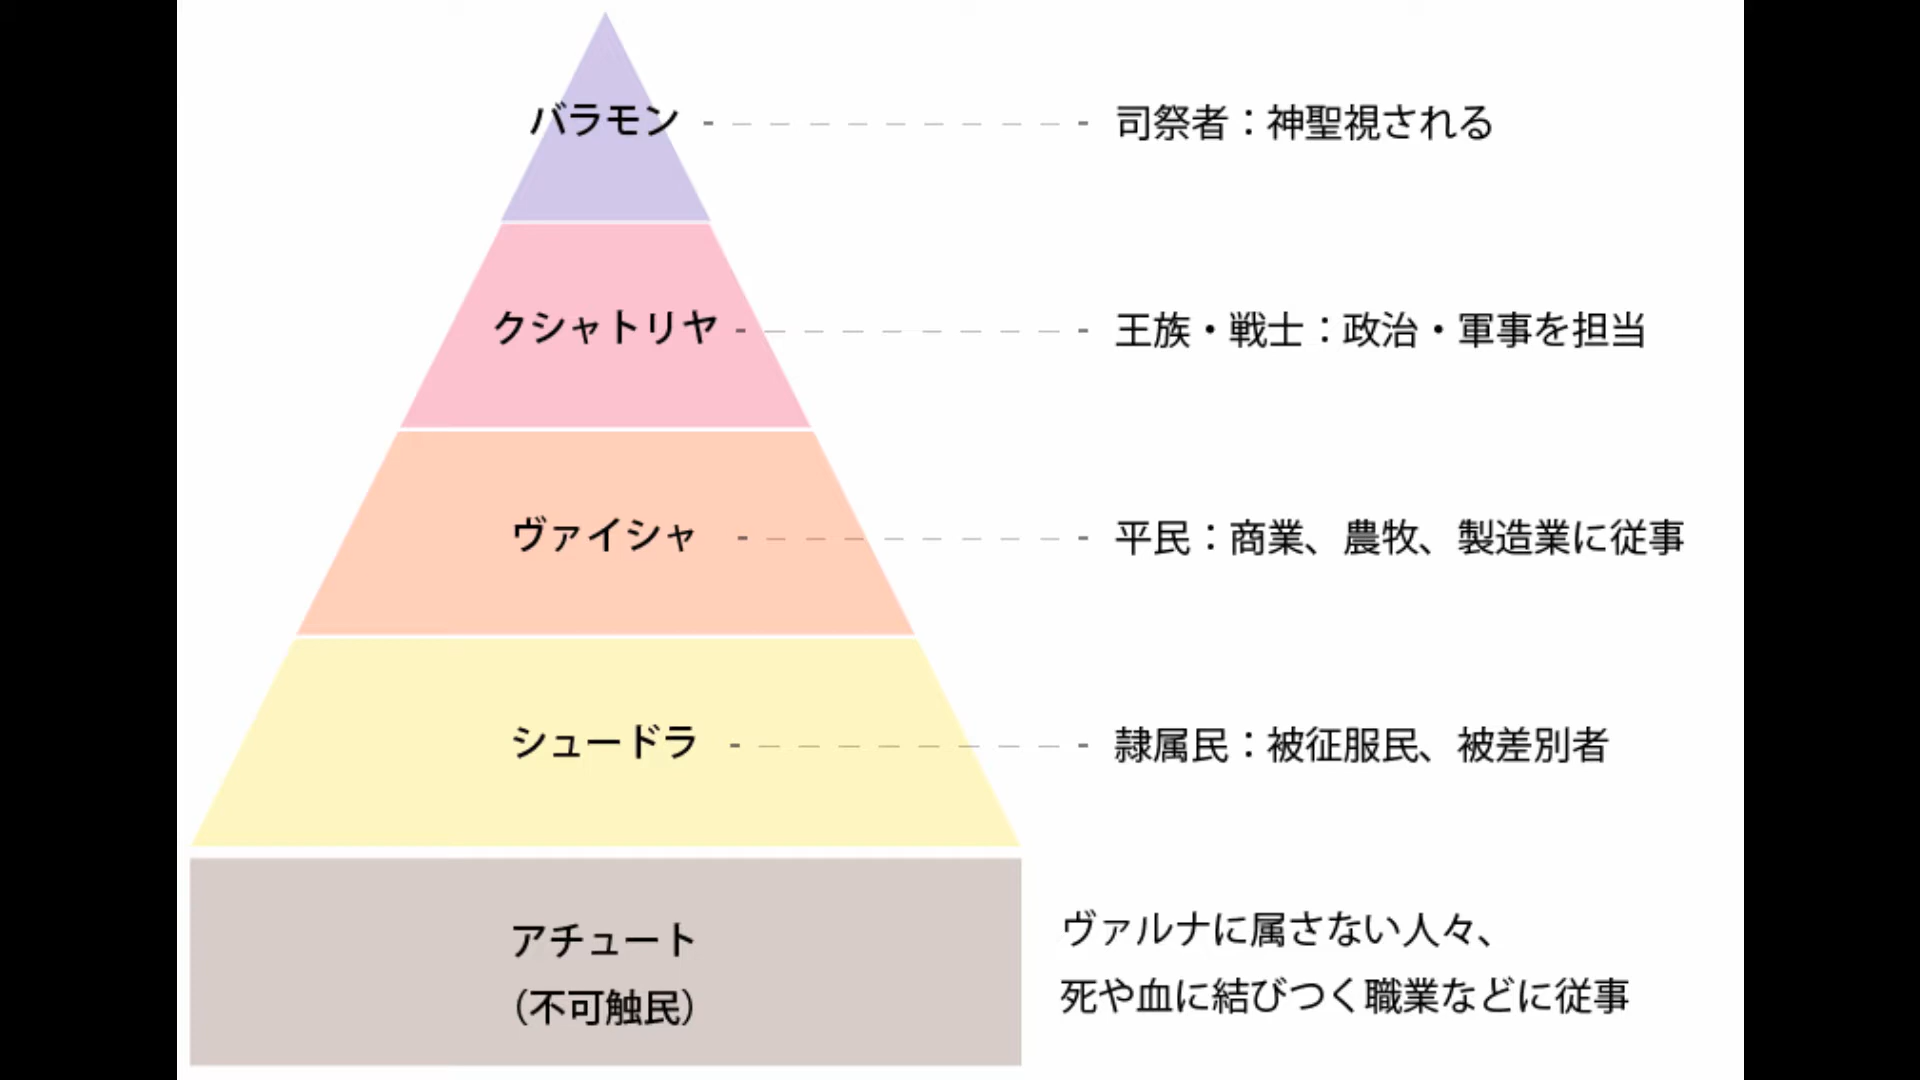 バラモン
司祭者：神聖視される
クシャトリヤ
王族・戦士：政治・軍事を担当
ヴァイシャ
平民：商業、農牧、製造業に従事
シュードラ
隷属民：被征服民、被差別者
アチュート
（不可触民）
ヴァルナに属さない人々、
死や血に結びつく職業などに従事